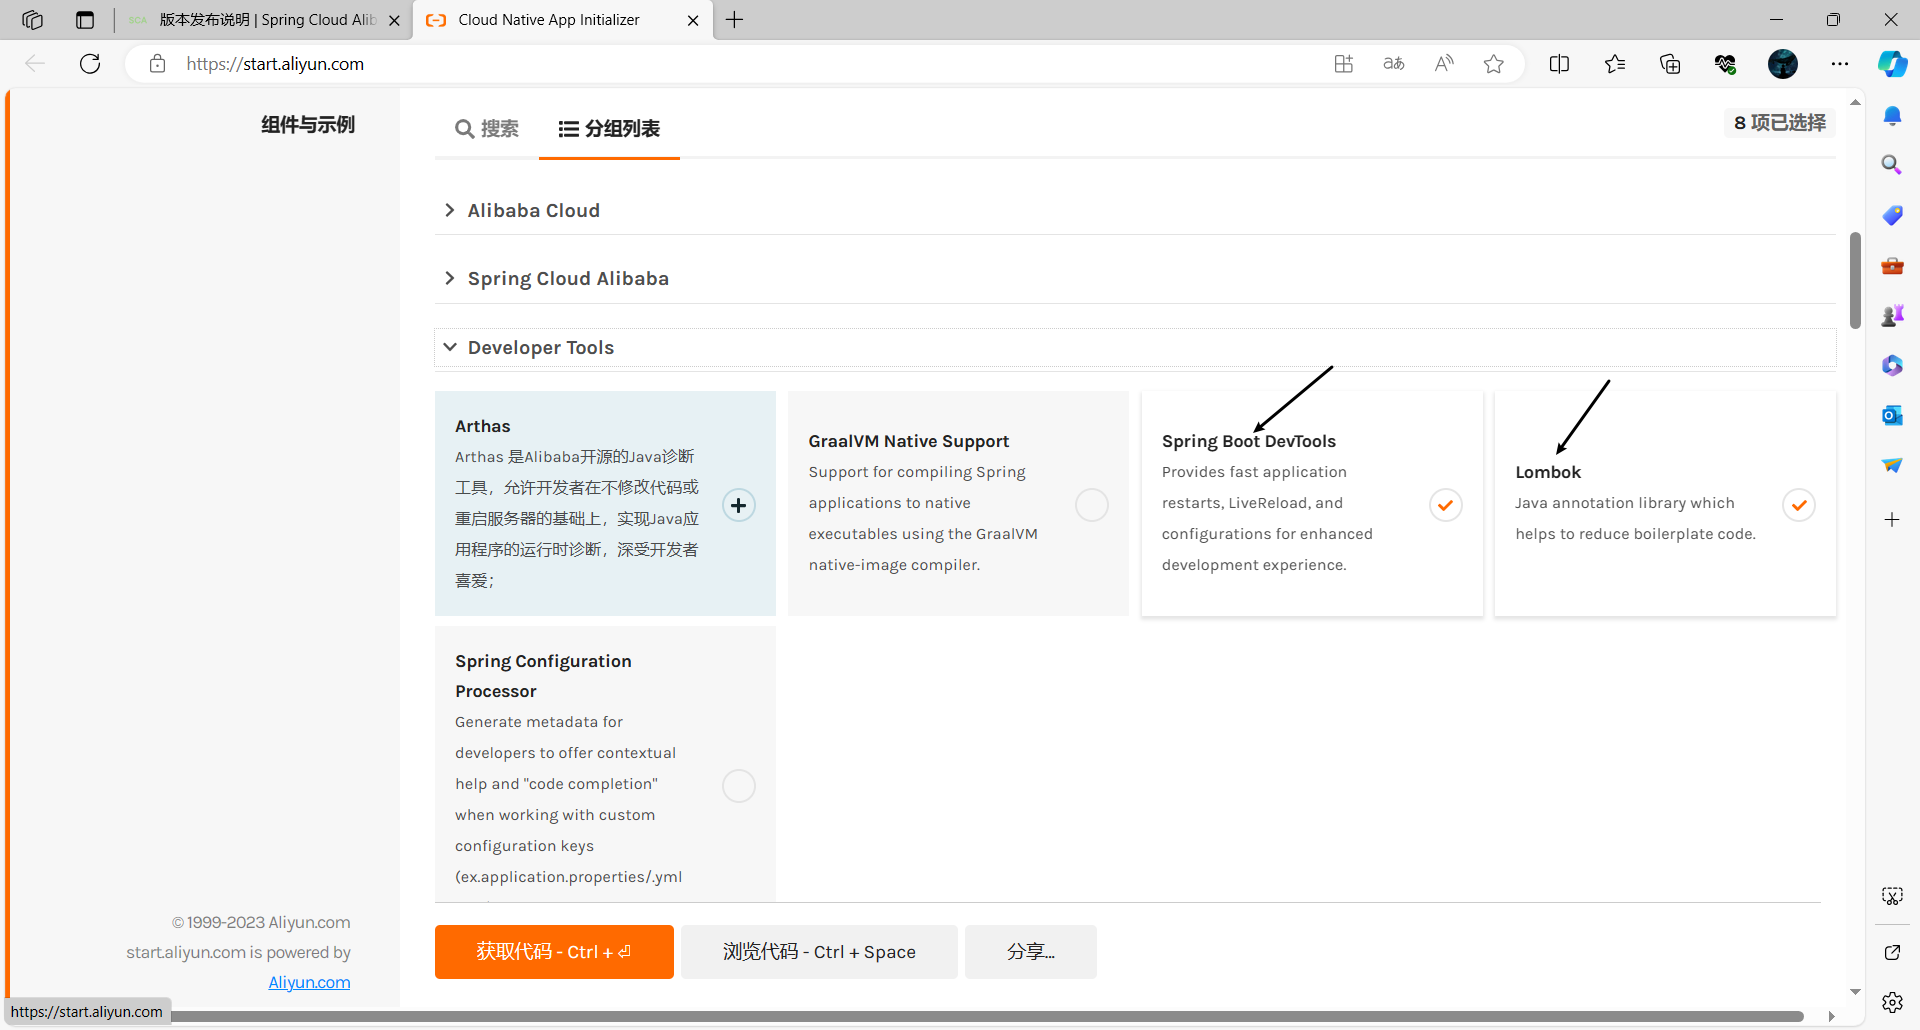 SCA 版本发布说明 | Spring Cloud Alib
Cloud Native App Initializer
https://start.aliyun.com
组件与示例
搜索
分组列表
8 项已选择
Alibaba Cloud
Spring Cloud Alibaba
Developer Tools
Arthas
Arthas 是Alibaba开源的Java诊断
工具，允许开发者在不修改代码或
重启服务器的基础上，实现Java应
用程序的运行时诊断，深受开发者
喜爱；
GraalVM Native Support
Support for compiling Spring
applications to native
executables using the GraalVM
native-image compiler.
Spring Boot DevTools
Provides fast application
restarts, LiveReload, and
configurations for enhanced
development experience.
Lombok
Java annotation library which
helps to reduce boilerplate code.
Spring Configuration
Processor
Generate metadata for
developers to offer contextual
help and "code completion"
when working with custom
configuration keys
(ex.application.properties/.yml
© 1999-2023 Aliyun.com
start.aliyun.com is powered by
Aliyun.com
获取代码 - Ctrl + ⏎
浏览代码 - Ctrl + Space
分享...
https://start.aliyun.com